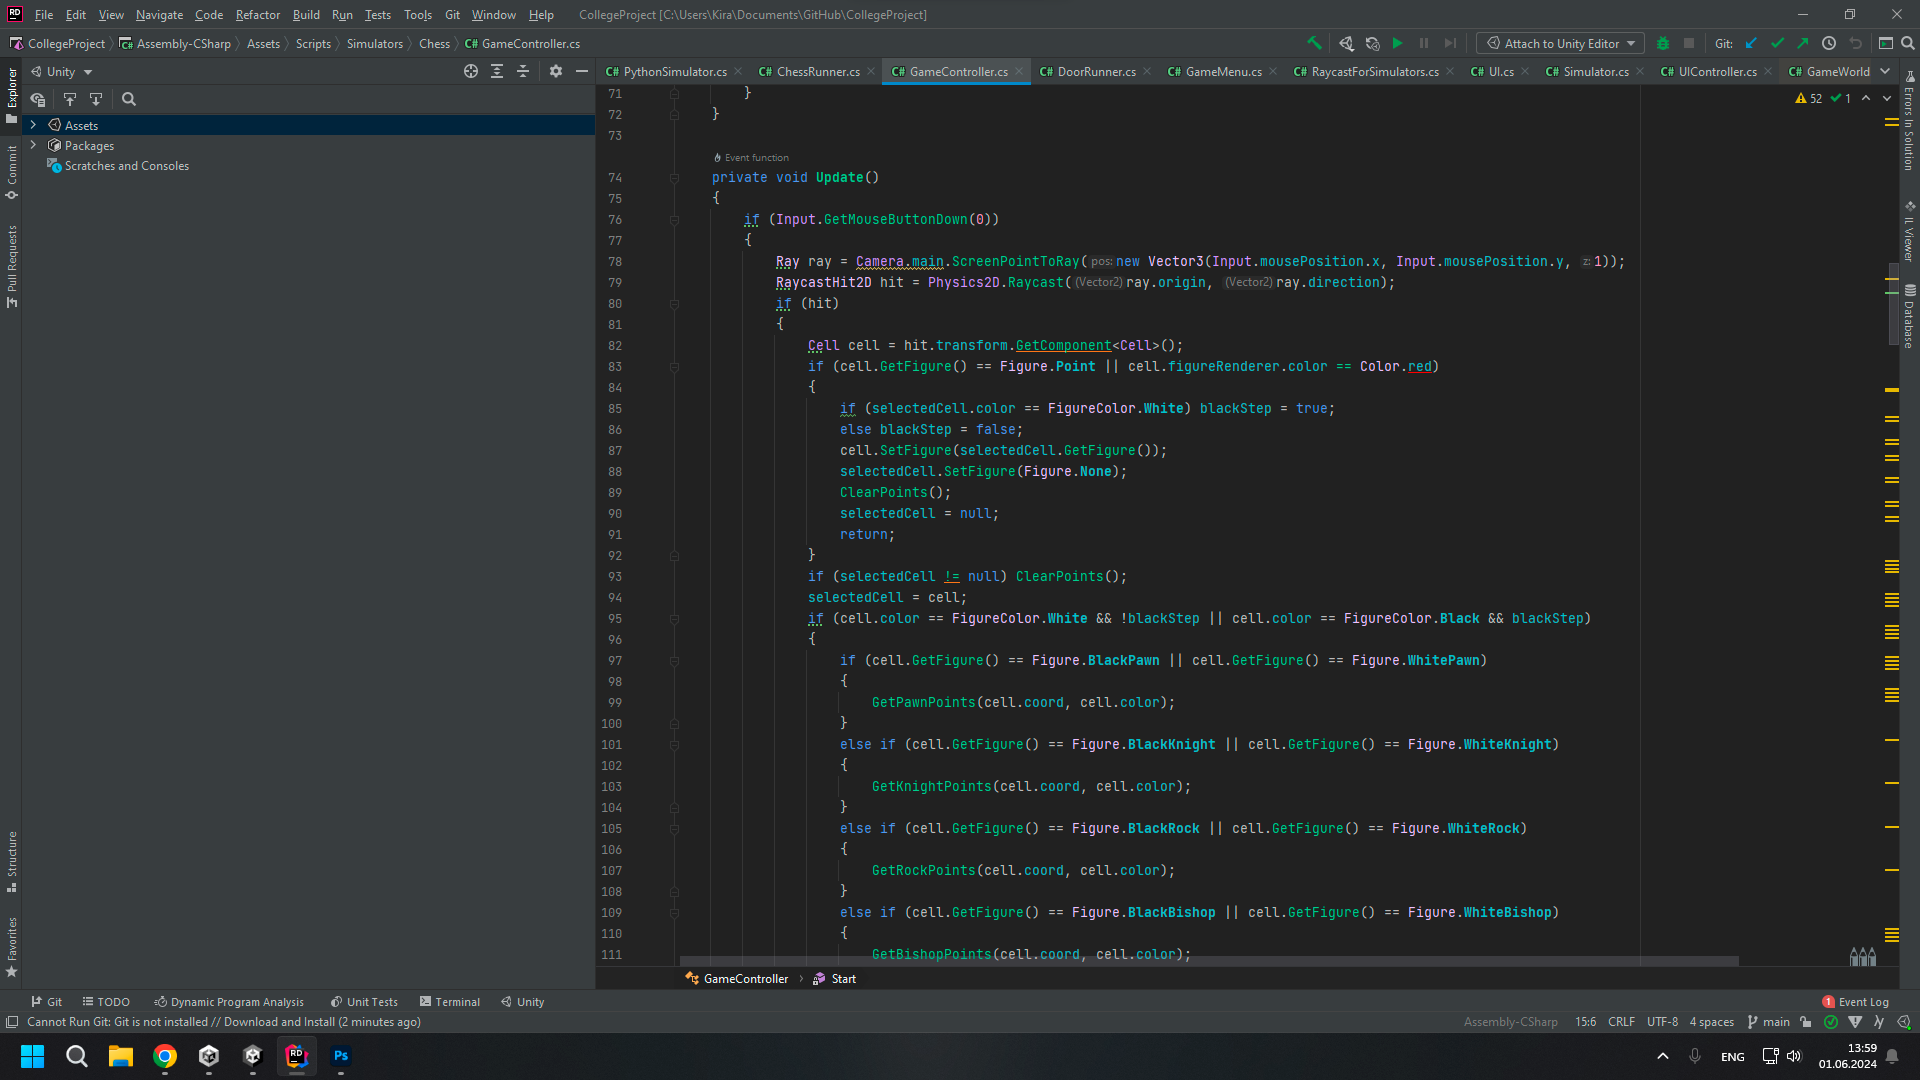 RD File Edit View Navigate Code Refactor Build Run Tests Tools Git Window Help CollegeProject [C:\Users\Kira\Documents\GitHub\CollegeProject]
CollegeProject Assembly-CSharp Assets Scripts Simulators Chess C# GameController.cs Attach to Unity Editor Git:
Explorer
Commit
Pull Requests
Structure
Favorites
Unity
Assets
Packages
Scratches and Consoles
C# PythonSimulator.cs C# ChessRunner.cs C# GameController.cs C# DoorRunner.cs C# GameMenu.cs C# RaycastForSimulators.cs C# UI.cs C# Simulator.cs C# UIController.cs C# GameWorld
52 1
71 }
72 }
73
Event function
74 private void Update()
75 {
76 if (Input.GetMouseButtonDown(0))
77 {
78 Ray ray = Camera.main.ScreenPointToRay(pos: new Vector3(Input.mousePosition.x, Input.mousePosition.y, z: 1));
79 RaycastHit2D hit = Physics2D.Raycast((Vector2) ray.origin, (Vector2) ray.direction);
80 if (hit)
81 {
82 Cell cell = hit.transform.GetComponent<Cell>();
83 if (cell.GetFigure() == Figure.Point || cell.figureRenderer.color == Color.red)
84 {
85 if (selectedCell.color == FigureColor.White) blackStep = true;
86 else blackStep = false;
87 cell.SetFigure(selectedCell.GetFigure());
88 selectedCell.SetFigure(Figure.None);
89 ClearPoints();
90 selectedCell = null;
91 return;
92 }
93 if (selectedCell != null) ClearPoints();
94 selectedCell = cell;
95 if (cell.color == FigureColor.White && !blackStep || cell.color == FigureColor.Black && blackStep)
96 {
97 if (cell.GetFigure() == Figure.BlackPawn || cell.GetFigure() == Figure.WhitePawn)
98 {
99 GetPawnPoints(cell.coord, cell.color);
100 }
101 else if (cell.GetFigure() == Figure.BlackKnight || cell.GetFigure() == Figure.WhiteKnight)
102 {
103 GetKnightPoints(cell.coord, cell.color);
104 }
105 else if (cell.GetFigure() == Figure.BlackRock || cell.GetFigure() == Figure.WhiteRock)
106 {
107 GetRockPoints(cell.coord, cell.color);
108 }
109 else if (cell.GetFigure() == Figure.BlackBishop || cell.GetFigure() == Figure.WhiteBishop)
110 {
111 GetBishopPoints(cell.coord, cell.color);
Errors In Solution
IL Viewer
Database
GameController Start
Git TODO Dynamic Program Analysis Unit Tests Terminal Unity 1 Event Log
Cannot Run Git: Git is not installed // Download and Install (2 minutes ago) Assembly-CSharp 15:6 CRLF UTF-8 4 spaces main
RD Ps ENG 13:59
01.06.2024